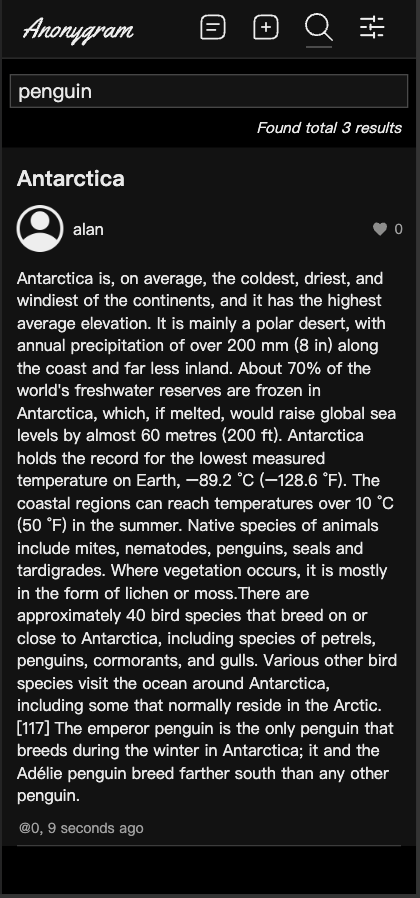 Anonygram
penguin
Found total 3 results
Antarctica
alan
0
Antarctica is, on average, the coldest, driest, and
windiest of the continents, and it has the highest
average elevation. It is mainly a polar desert, with
annual precipitation of over 200 mm (8 in) along
the coast and far less inland. About 70% of the
world's freshwater reserves are frozen in
Antarctica, which, if melted, would raise global sea
levels by almost 60 metres (200 ft). Antarctica
holds the record for the lowest measured
temperature on Earth, −89.2 °C (−128.6 °F). The
coastal regions can reach temperatures over 10 °C
(50 °F) in the summer. Native species of animals
include mites, nematodes, penguins, seals and
tardigrades. Where vegetation occurs, it is mostly
in the form of lichen or moss.There are
approximately 40 bird species that breed on or
close to Antarctica, including species of petrels,
penguins, cormorants, and gulls. Various other bird
species visit the ocean around Antarctica,
including some that normally reside in the Arctic.
[117] The emperor penguin is the only penguin that
breeds during the winter in Antarctica; it and the
Adélie penguin breed farther south than any other
penguin.
@0, 9 seconds ago